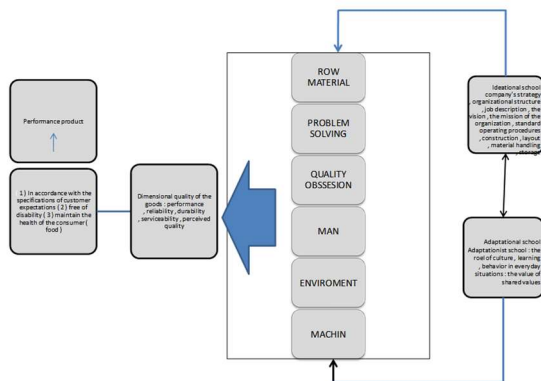 Performance product
1 ) In accordance with the
specifications of customer
expectations ( 2 ) free of
disability ( 3 ) maintain the
health of the consumer (
food )
Dimensional quality of the
goods : performance
, reliability , durability
, serviceability , perceived
quality
ROW
MATERIAL
PROBLEM
SOLVING
QUALITY
OBSSESION
MAN
ENVIROMENT
MACHIN
Ideational school
company's strategy
, organizational structure
, job description , the
vision , the mission of the
organization , standard
operating procedures
, construction , layout
, material handling
, storage
Adaptational school
Adaptationist school : the
roel of culture , learning
, behavior in everyday
situations : the value of
shared values